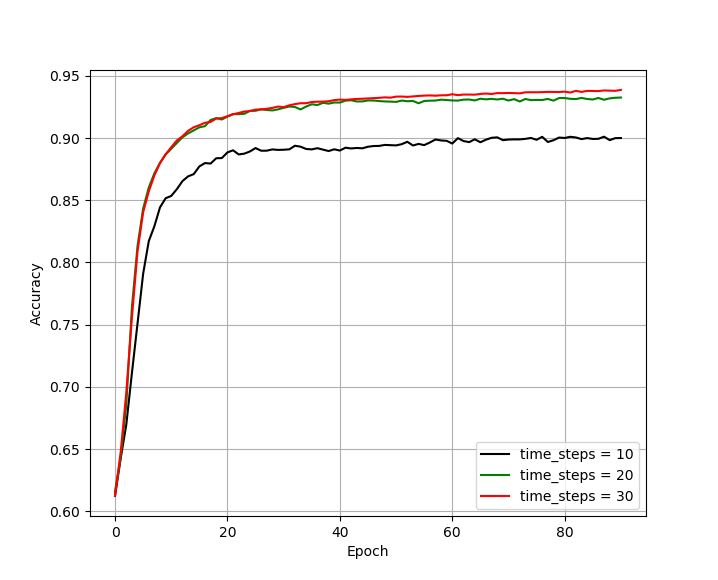 0.95
0.90
0.85
0.80
0.75
0.70
0.65
0.60
Accuracy
0
20
40
60
80
Epoch
time_steps = 10
time_steps = 20
time_steps = 30